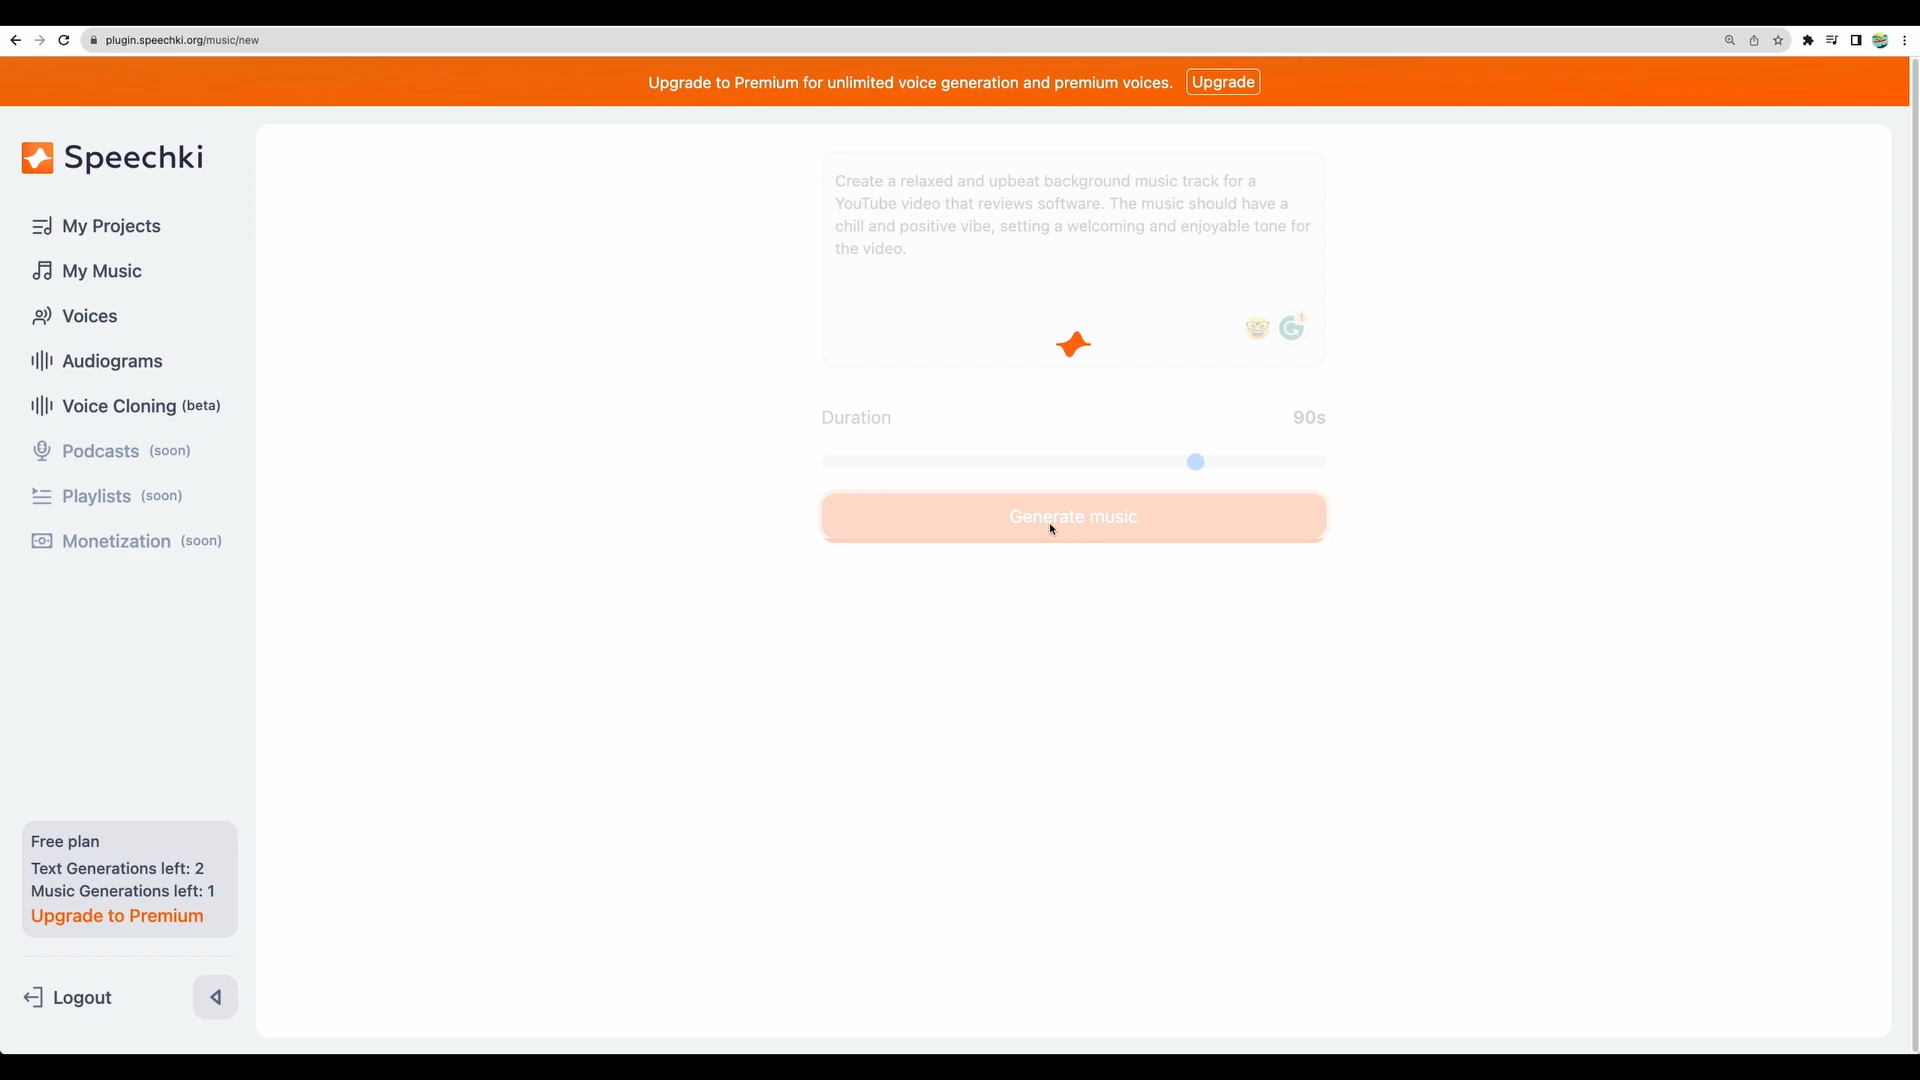 plugin.speechki.org/music/new
Upgrade to Premium for unlimited voice generation and premium voices. Upgrade
Speechki
My Projects
My Music
Voices
Audiograms
Voice Cloning (beta)
Podcasts (soon)
Playlists (soon)
Monetization (soon)
Create a relaxed and upbeat background music track for a
YouTube video that reviews software. The music should have a
chill and positive vibe, setting a welcoming and enjoyable tone for
the video.
1
Duration 90s
Generate music
Free plan
Text Generations left: 2
Music Generations left: 1
Upgrade to Premium
Logout